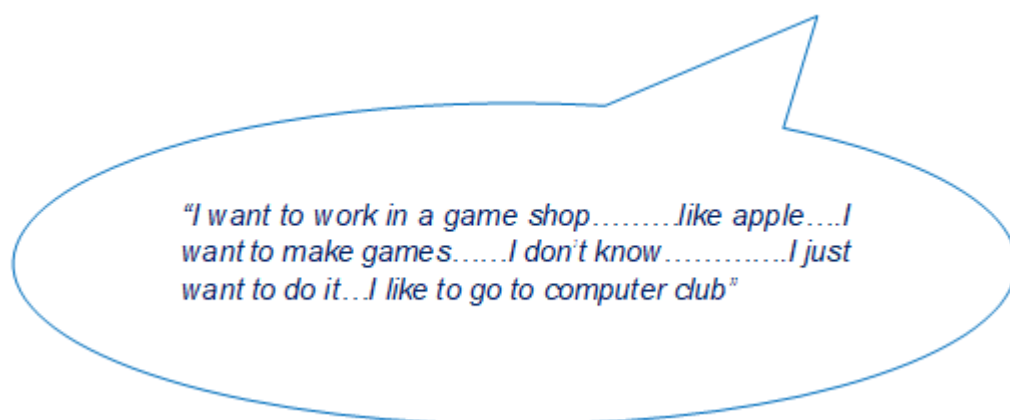 “I want to work in a game shop………like apple….I
want to make games……I don’t know………….I just
want to do it…I like to go to computer club”